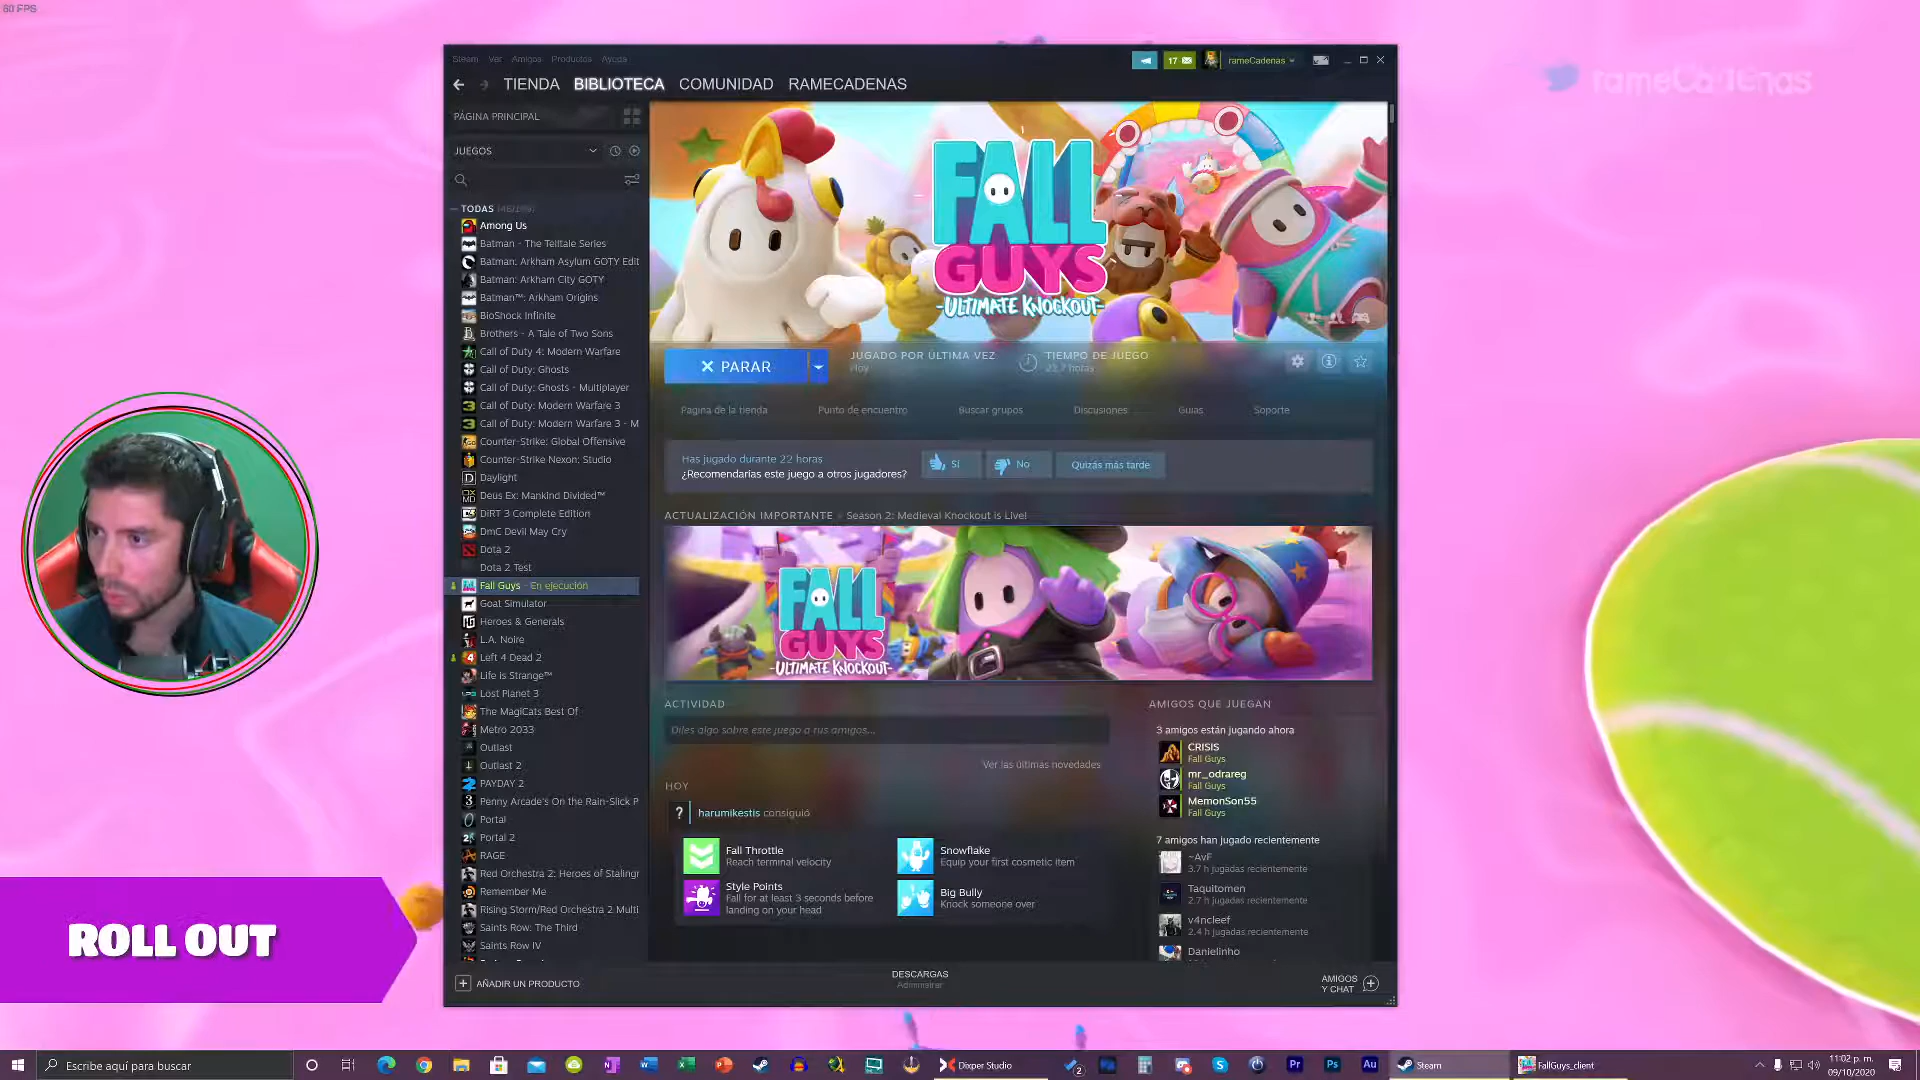 60 FPS
Steam Ver Amigos Productos Ayuda
17
rameCadenas
TIENDA BIBLIOTECA COMUNIDAD RAMECADENAS
rameCadenas
PÁGINA PRINCIPAL
JUEGOS
TODAS
Among Us
Batman - The Telltale Series
Batman: Arkham Asylum GOTY Edit
Batman: Arkham City GOTY
Batman™: Arkham Origins
BioShock Infinite
Brothers - A Tale of Two Sons
Call of Duty 4: Modern Warfare
Call of Duty: Ghosts
Call of Duty: Ghosts - Multiplayer
Call of Duty: Modern Warfare 3
Call of Duty: Modern Warfare 3 - M
Counter-Strike: Global Offensive
Counter-Strike Nexon: Studio
Daylight
Deus Ex: Mankind Divided™
DiRT 3 Complete Edition
DmC Devil May Cry
Dota 2
Dota 2 Test
Fall Guys - En ejecución
Goat Simulator
Heroes & Generals
L.A. Noire
Left 4 Dead 2
Life is Strange™
Lost Planet 3
The MagiCats Best Of
Metro 2033
Outlast
Outlast 2
PAYDAY 2
Penny Arcade's On the Rain-Slick P
Portal
Portal 2
RAGE
Red Orchestra 2: Heroes of Stalingr
Remember Me
Rising Storm/Red Orchestra 2 Multi
Saints Row: The Third
Saints Row IV
FALL
GUYS
-ULTIMATE KNOCKOUT-
PARAR
JUGADO POR ÚLTIMA VEZ
Hoy
TIEMPO DE JUEGO
22.7 horas
Página de la tienda Punto de encuentro Buscar grupos Discusiones Guías Soporte
Has jugado durante 22 horas
¿Recomendarías este juego a otros jugadores?
Sí
No
Quizás más tarde
ACTUALIZACIÓN IMPORTANTE - Season 2: Medieval Knockout is Live!
FALL
GUYS
-ULTIMATE KNOCKOUT-
ACTIVIDAD
Diles algo sobre este juego a tus amigos...
Ver las últimas novedades
HOY
? harumikestis consiguió
Fall Throttle
Reach terminal velocity
Snowflake
Equip your first cosmetic item
Style Points
Fall for at least 3 seconds before
landing on your head
Big Bully
Knock someone over
AMIGOS QUE JUEGAN
3 amigos están jugando ahora
CRISIS
Fall Guys
mr_odrareg
Fall Guys
MemonSon55
Fall Guys
7 amigos han jugado recientemente
~AvF
3.7 h jugadas recientemente
Taquitomen
2.7 h jugadas recientemente
v4ncleef
2.4 h jugadas recientemente
Danielinho
ROLL OUT
AÑADIR UN PRODUCTO
DESCARGAS
Administrar
AMIGOS
Y CHAT
Escribe aquí para buscar
Dixper Studio
2
Pr
Ps
Au
Steam
FallGuys_client
11:02 p. m.
09/10/2020